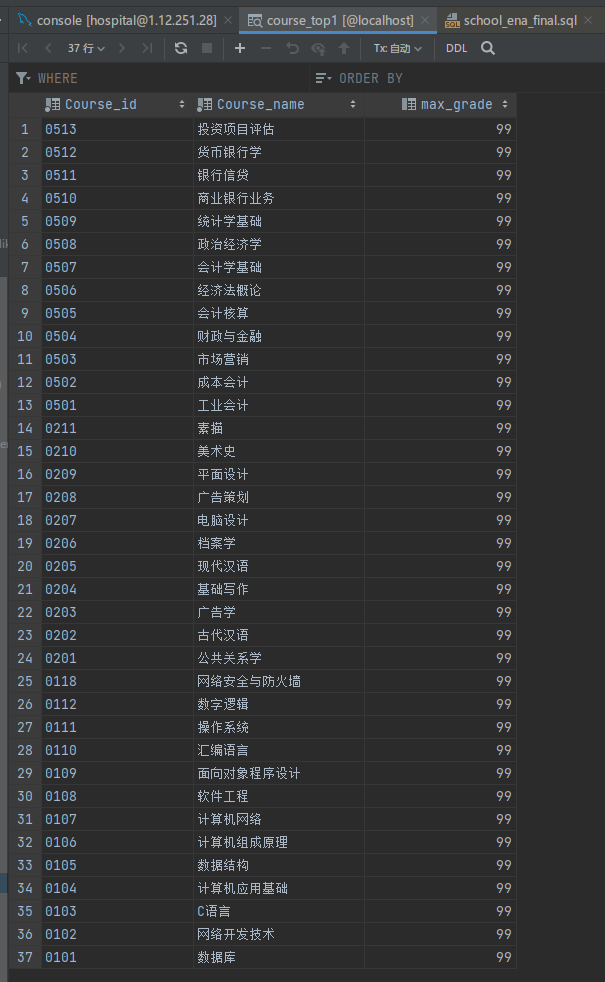 console [hospital@1.12.251.28] course_top1 [@localhost] school_ena_final.sql
37 行 Tx: 自动 DDL
WHERE ORDER BY
Course_id Course_name max_grade
1 0513 投资项目评估 99
2 0512 货币银行学 99
3 0511 银行信贷 99
4 0510 商业银行业务 99
5 0509 统计学基础 99
6 0508 政治经济学 99
7 0507 会计学基础 99
8 0506 经济法概论 99
9 0505 会计核算 99
10 0504 财政与金融 99
11 0503 市场营销 99
12 0502 成本会计 99
13 0501 工业会计 99
14 0211 素描 99
15 0210 美术史 99
16 0209 平面设计 99
17 0208 广告策划 99
18 0207 电脑设计 99
19 0206 档案学 99
20 0205 现代汉语 99
21 0204 基础写作 99
22 0203 广告学 99
23 0202 古代汉语 99
24 0201 公共关系学 99
25 0118 网络安全与防火墙 99
26 0112 数字逻辑 99
27 0111 操作系统 99
28 0110 汇编语言 99
29 0109 面向对象程序设计 99
30 0108 软件工程 99
31 0107 计算机网络 99
32 0106 计算机组成原理 99
33 0105 数据结构 99
34 0104 计算机应用基础 99
35 0103 C语言 99
36 0102 网络开发技术 99
37 0101 数据库 99